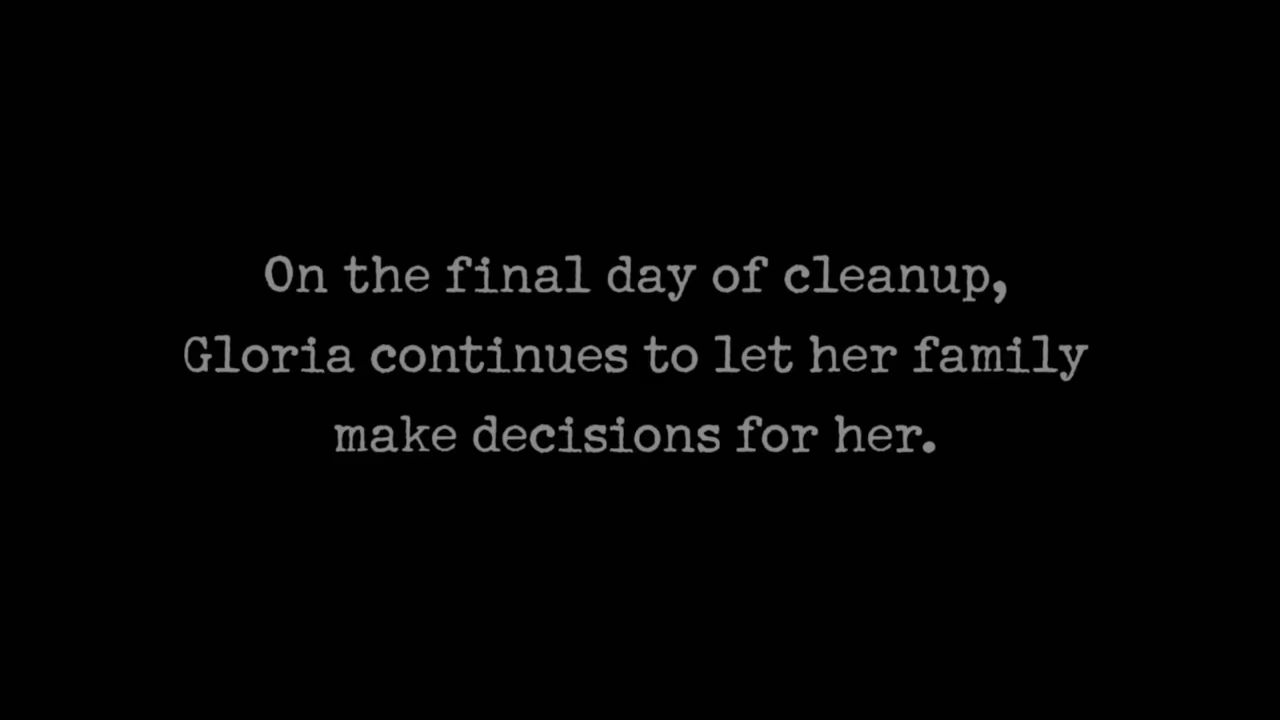 On the final day of cleanup,
Gloria continues to let her family
make decisions for her.